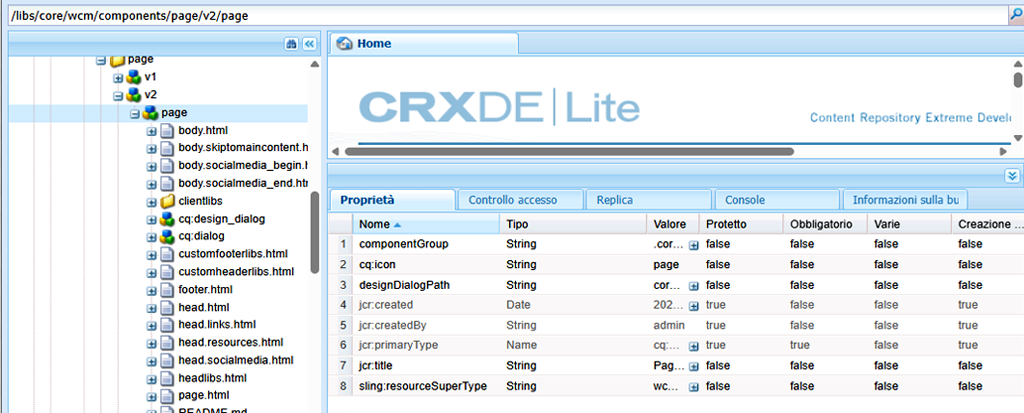 /libs/core/wcm/components/page/v2/page
page
v1
v2
page
body.html
body.skiptomaincontent.h
body.socialmedia_begin.h
body.socialmedia_end.htr
clientlibs
cq:design_dialog
cq:dialog
customfooterlibs.html
customheaderlibs.html
footer.html
head.html
head.links.html
head.resources.html
head.socialmedia.html
headlibs.html
page.html
README.md
Home
CRXDE | Lite
Content Repository Extreme Develo
Proprietà Controllo accesso Replica Console Informazioni sulla bu
Nome Tipo Valore Protetto Obbligatorio Varie Creazione ...
1 componentGroup String .cor... false false false false
2 cq:icon String page false false false false
3 designDialogPath String cor... false false false false
4 jcr:created Date 202... true false false true
5 jcr:createdBy String admin true false false true
6 jcr:primaryType Name cq:... true true false true
7 jcr:title String Pag... false false false false
8 sling:resourceSuperType String wc... false false false false